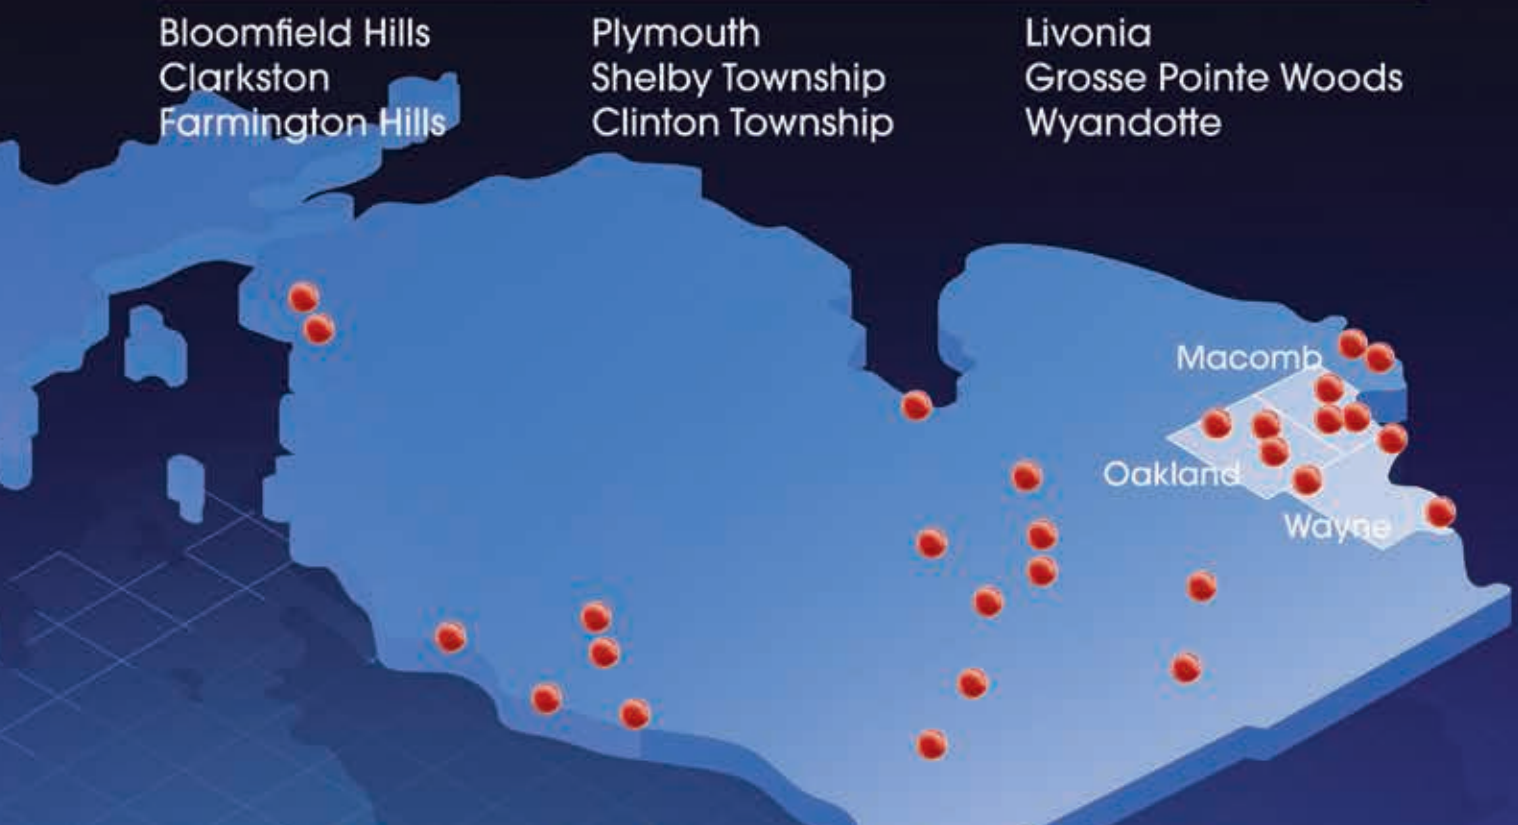 Bloomfield Hills
Clarkston
Farmington Hills
Plymouth
Shelby Township
Clinton Township
Livonia
Grosse Pointe Woods
Wyandotte
Macomb
Oakland
Wayne